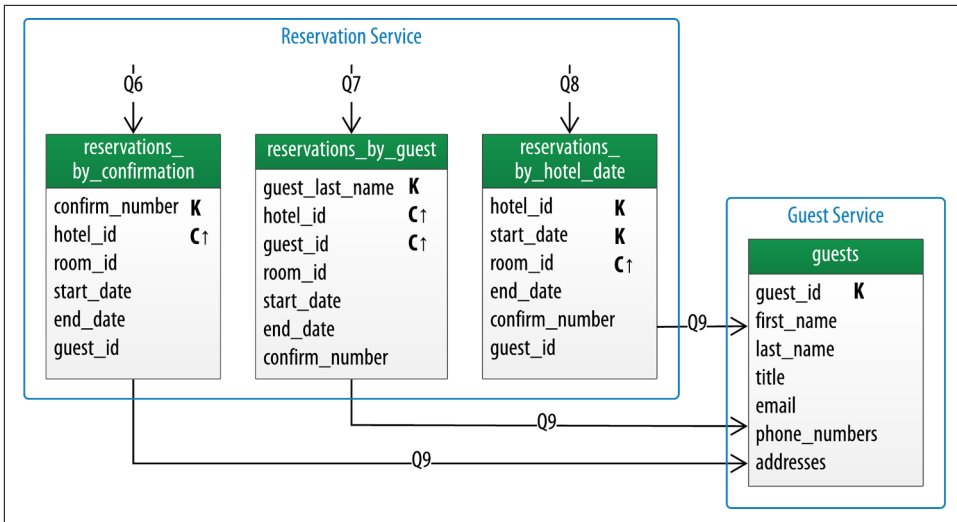 Reservation Service
Q6
Q7
Q8
reservations_
by_confirmation
confirm_number K
hotel_id C↑
room_id
start_date
end_date
guest_id
reservations_by_guest
guest_last_name K
hotel_id C↑
guest_id C↑
room_id
start_date
end_date
confirm_number
reservations_
by_hotel_date
hotel_id K
start_date K
room_id C↑
end_date
confirm_number
guest_id
Guest Service
guests
guest_id K
first_name
last_name
title
email
phone_numbers
addresses
Q9
Q9
Q9